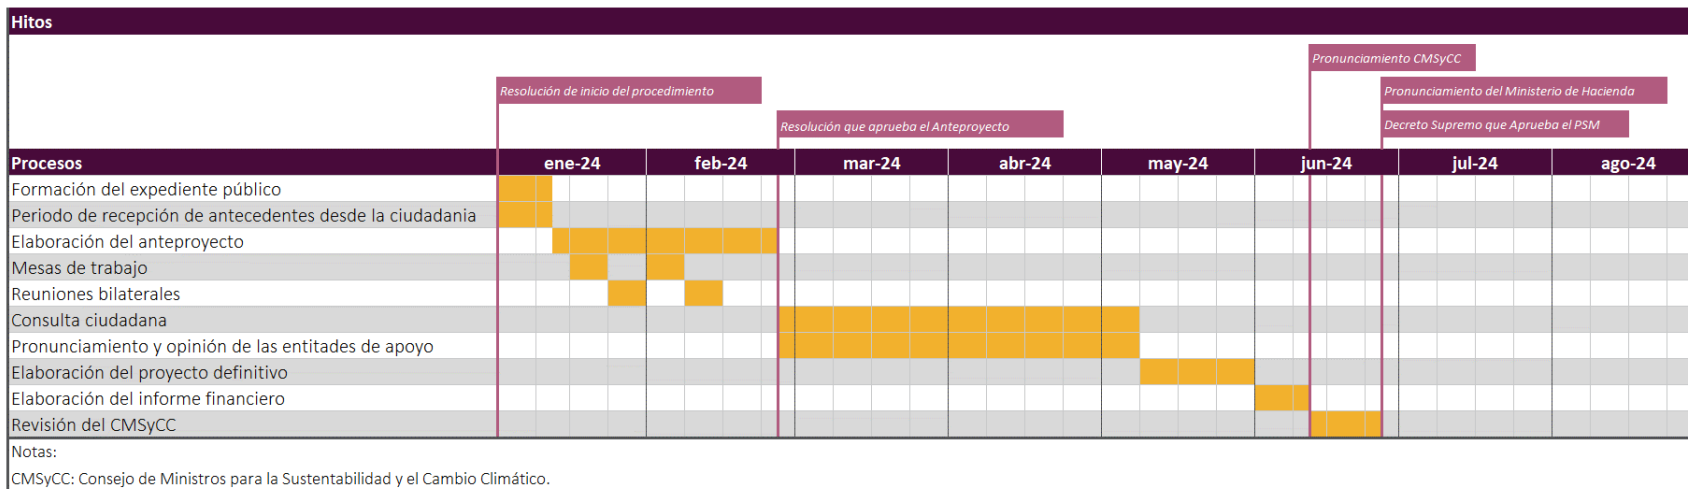 Hitos
Pronunciamiento CMSyCC
Resolución de inicio del procedimiento
Pronunciamiento del Ministerio de Hacienda
Resolución que aprueba el Anteproyecto
Decreto Supremo que Aprueba el PSM
Procesos ene-24 feb-24 mar-24 abr-24 may-24 jun-24 jul-24 ago-24
Formación del expediente público
Periodo de recepción de antecedentes desde la ciudadania
Elaboración del anteproyecto
Mesas de trabajo
Reuniones bilaterales
Consulta ciudadana
Pronunciamiento y opinión de las entitades de apoyo
Elaboración del proyecto definitivo
Elaboración del informe financiero
Revisión del CMSyCC
Notas:
CMSyCC: Consejo de Ministros para la Sustentabilidad y el Cambio Climático.